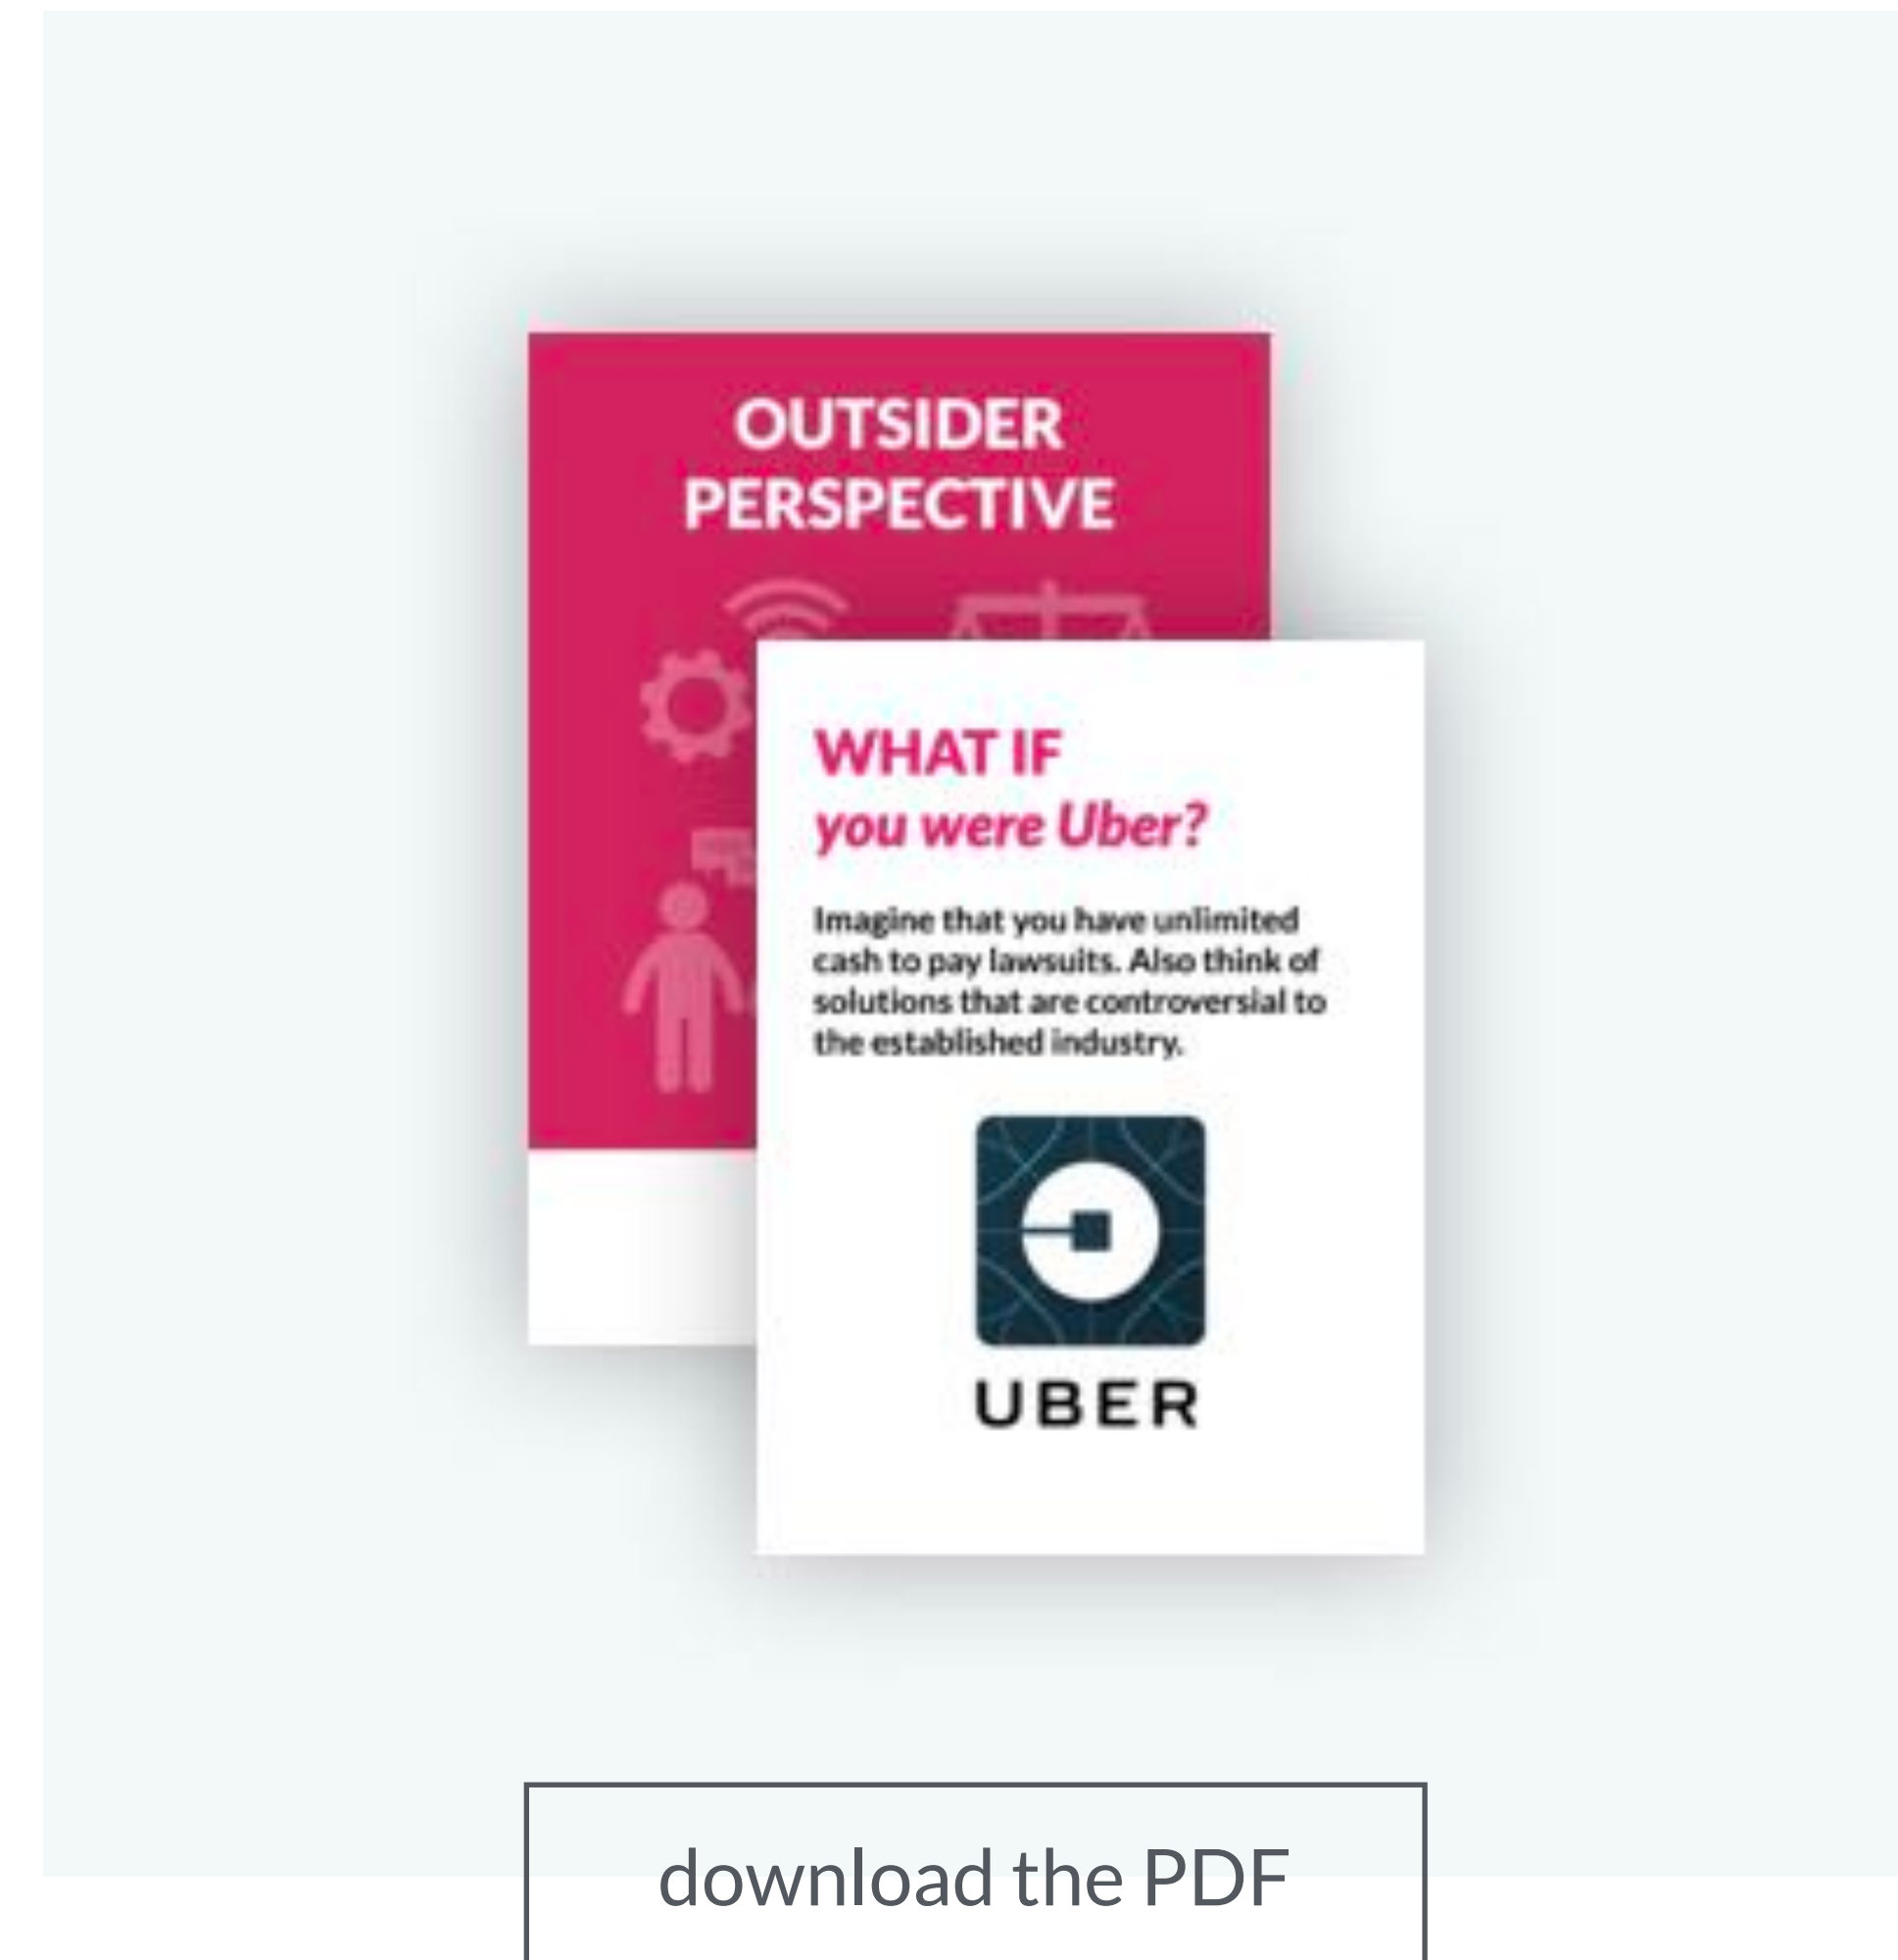 OUTSIDER
PERSPECTIVE
WHAT IF
you were Uber?
Imagine that you have unlimited
cash to pay lawsuits. Also think of
solutions that are controversial to
the established industry.
UBER
download the PDF